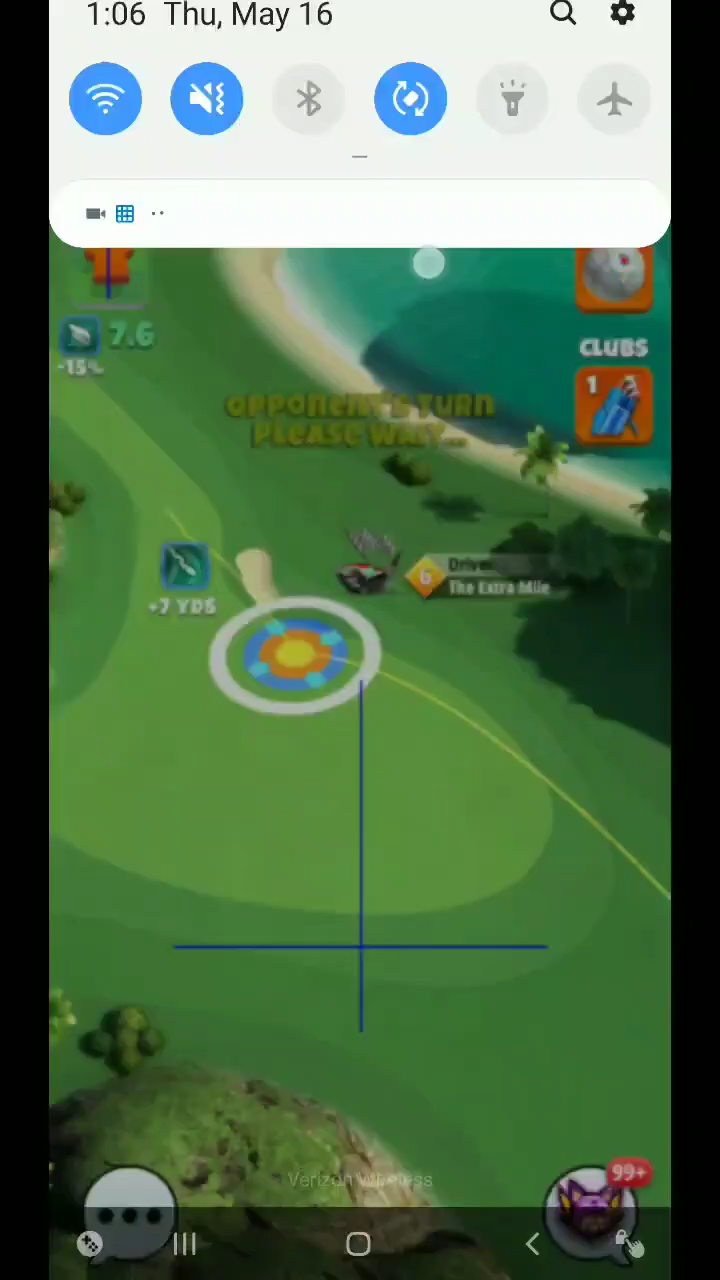 1:06 Thu, May 16
7.6
-15%
CLUBS
1
OPPONENT'S TURN
PLEASE WAIT...
+7 YDS
6
Driver
The Extra Mile
99+
Verizon Wireless